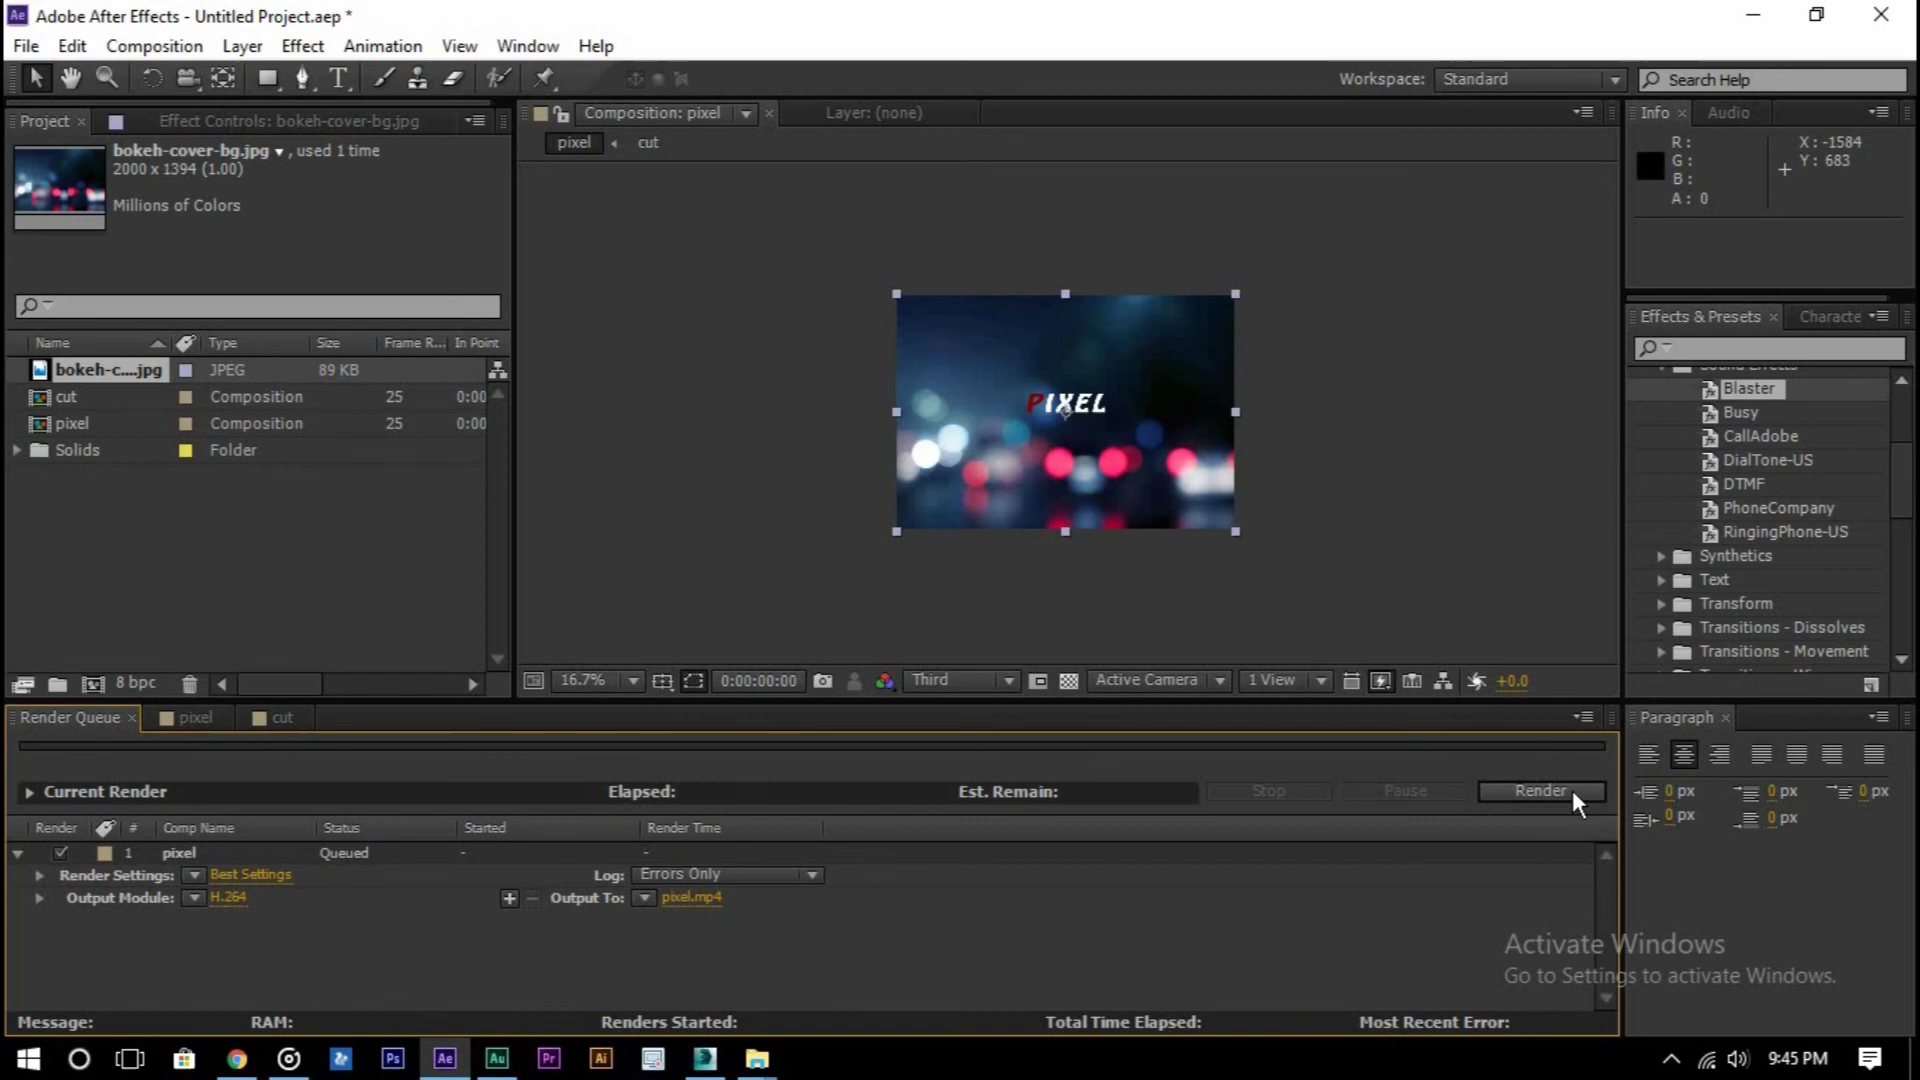 Ae Adobe After Effects - Untitled Project.aep *
File Edit Composition Layer Effect Animation View Window Help
T Workspace: Standard Search Help
Project Effect Controls: bokeh-cover-bg.jpg
bokeh-cover-bg.jpg , used 1 time
2000 x 1394 (1.00)
Millions of Colors
Name Type Size Frame R... In Point
bokeh-c....jpg JPEG 89 KB
cut Composition 25 0:00
pixel Composition 25 0:00
Solids Folder
8 bpc
Composition: pixel Layer: (none)
pixel cut
PIXEL
16.7% 0:00:00:00 Third Active Camera 1 View +0.0
Info Audio
R: X: -1584
G: Y: 683
B:
A: 0
Effects & Presets Characte
Sound Effects
Blaster
Busy
CallAdobe
DialTone-US
DTMF
PhoneCompany
RingingPhone-US
Synthetics
Text
Transform
Transitions - Dissolves
Transitions - Movement
Render Queue pixel cut
Current Render Elapsed: Est. Remain: Stop Pause Render
Render # Comp Name Status Started Render Time
1 pixel Queued - -
Render Settings: Best Settings Log: Errors Only
Output Module: H.264 Output To: pixel.mp4
Message: RAM: Renders Started: Total Time Elapsed: Most Recent Error:
Paragraph
0 px 0 px 0 px
0 px 0 px
Activate Windows
Go to Settings to activate Windows.
Ps Ae Au Pr Ai 9:45 PM